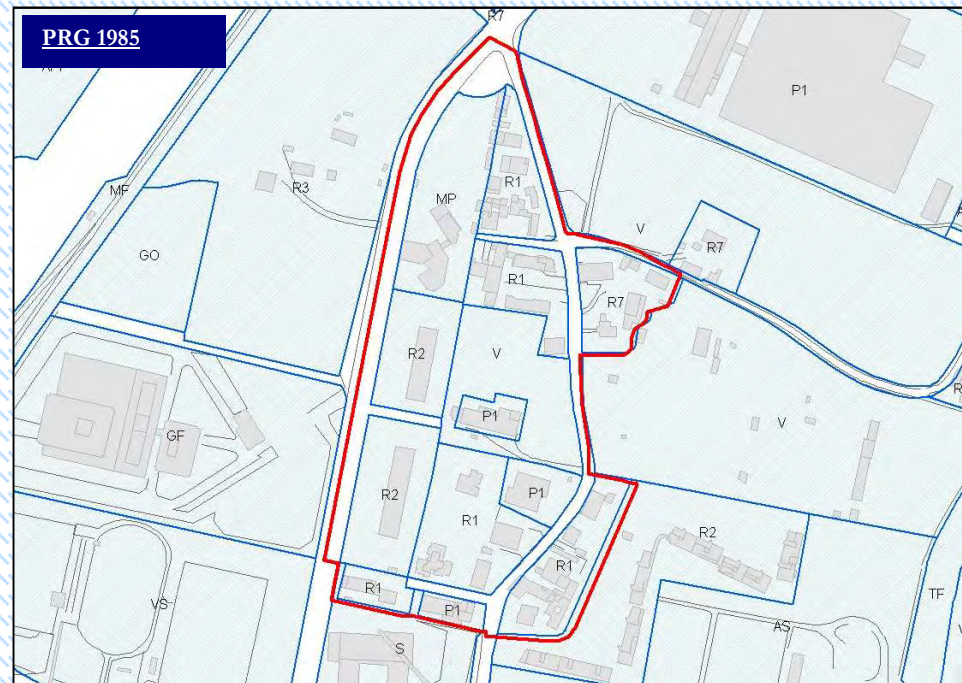 PRG 1985
R7
P1
R1
MF
R3
MP
V
R7
GO
R1
R7
R2
V
P1
V
GF
P1
R2
R1
R2
R1
R1
P1
VS
TF
AS
S